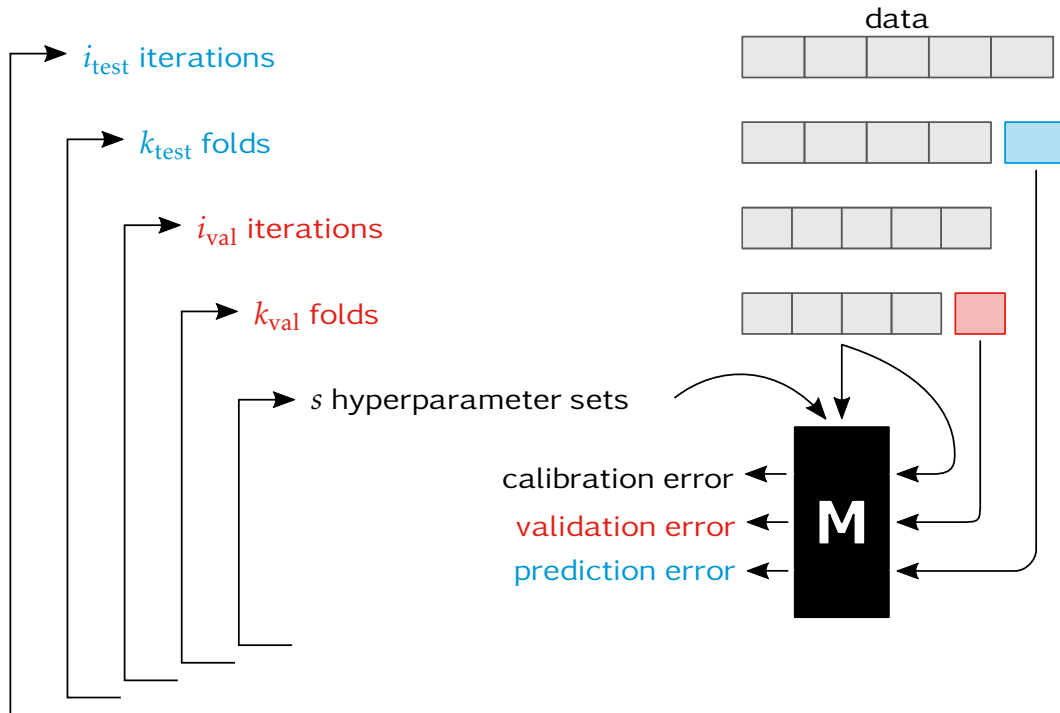 data
i_test iterations
k_test folds
i_val iterations
k_val folds
s hyperparameter sets
calibration error
validation error
prediction error
M